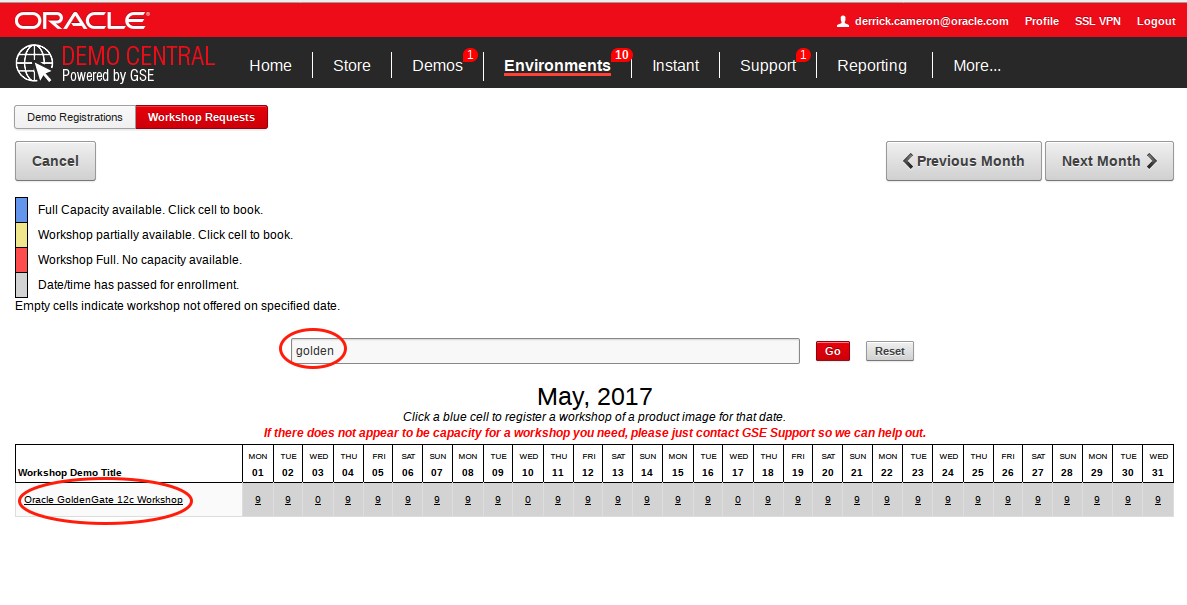 ORACLE® derrick.cameron@oracle.com Profile SSL VPN Logout
DEMO CENTRAL
Powered by GSE
Home Store Demos 1 Environments 10 Instant Support 1 Reporting More...
Demo Registrations Workshop Requests
Cancel Previous Month Next Month
Full Capacity available. Click cell to book.
Workshop partially available. Click cell to book.
Workshop Full. No capacity available.
Date/time has passed for enrollment.
Empty cells indicate workshop not offered on specified date.
golden Go Reset
May, 2017
Click a blue cell to register a workshop of a product image for that date.
If there does not appear to be capacity for a workshop you need, please just contact GSE Support so we can help out.
MON TUE WED THU FRI SAT SUN MON TUE WED THU FRI SAT SUN MON TUE WED THU FRI SAT SUN MON TUE WED THU FRI SAT SUN MON TUE WED
Workshop Demo Title 01 02 03 04 05 06 07 08 09 10 11 12 13 14 15 16 17 18 19 20 21 22 23 24 25 26 27 28 29 30 31
Oracle GoldenGate 12c Workshop 9 9 0 9 9 9 9 9 9 0 9 9 9 9 9 9 0 9 9 9 9 9 9 9 9 9 9 9 9 9 9